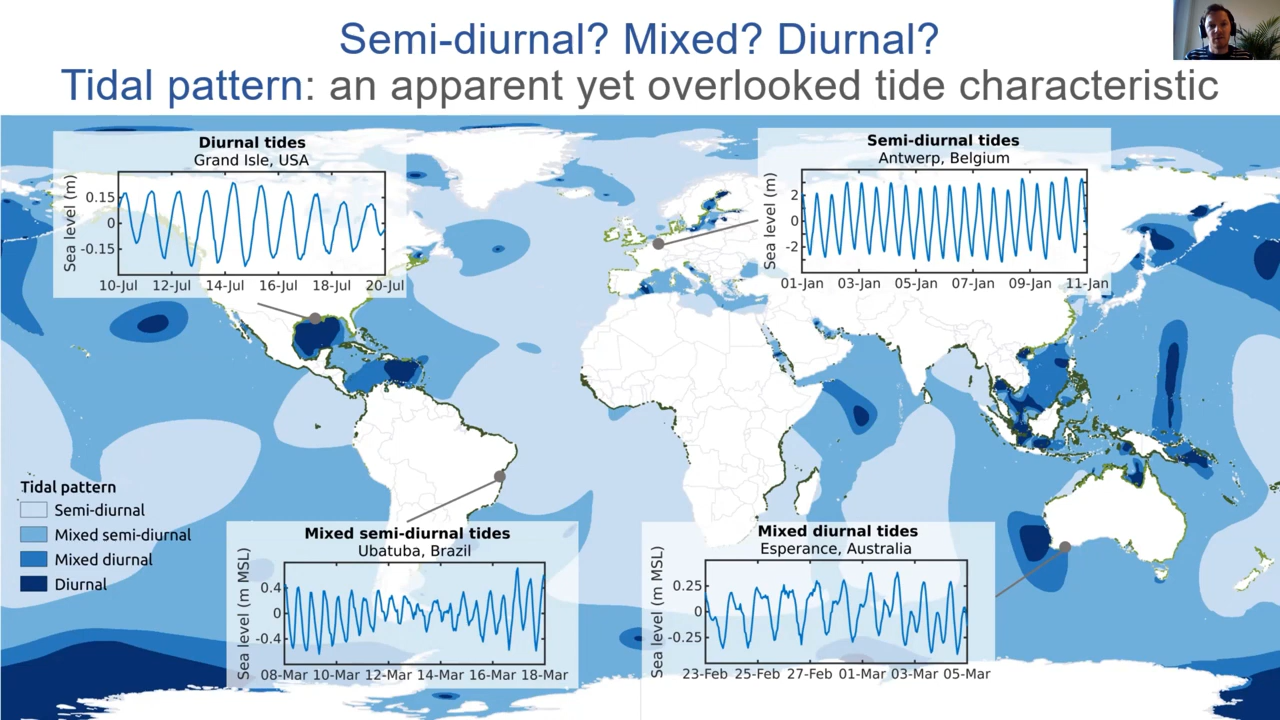 Semi-diurnal? Mixed? Diurnal?
Tidal pattern: an apparent yet overlooked tide characteristic
Diurnal tides
Grand Isle, USA
Sea level (m)
0.15
0
-0.15
10-Jul 12-Jul 14-Jul 16-Jul 18-Jul 20-Jul
Semi-diurnal tides
Antwerp, Belgium
Sea level (m)
2
0
-2
01-Jan 03-Jan 05-Jan 07-Jan 09-Jan 11-Jan
Tidal pattern
Semi-diurnal
Mixed semi-diurnal
Mixed diurnal
Diurnal
Mixed semi-diurnal tides
Ubatuba, Brazil
Sea level (m MSL)
0.4
0
-0.4
08-Mar 10-Mar 12-Mar 14-Mar 16-Mar 18-Mar
Mixed diurnal tides
Esperance, Australia
Sea level (m MSL)
0.25
0
-0.25
23-Feb 25-Feb 27-Feb 01-Mar 03-Mar 05-Mar